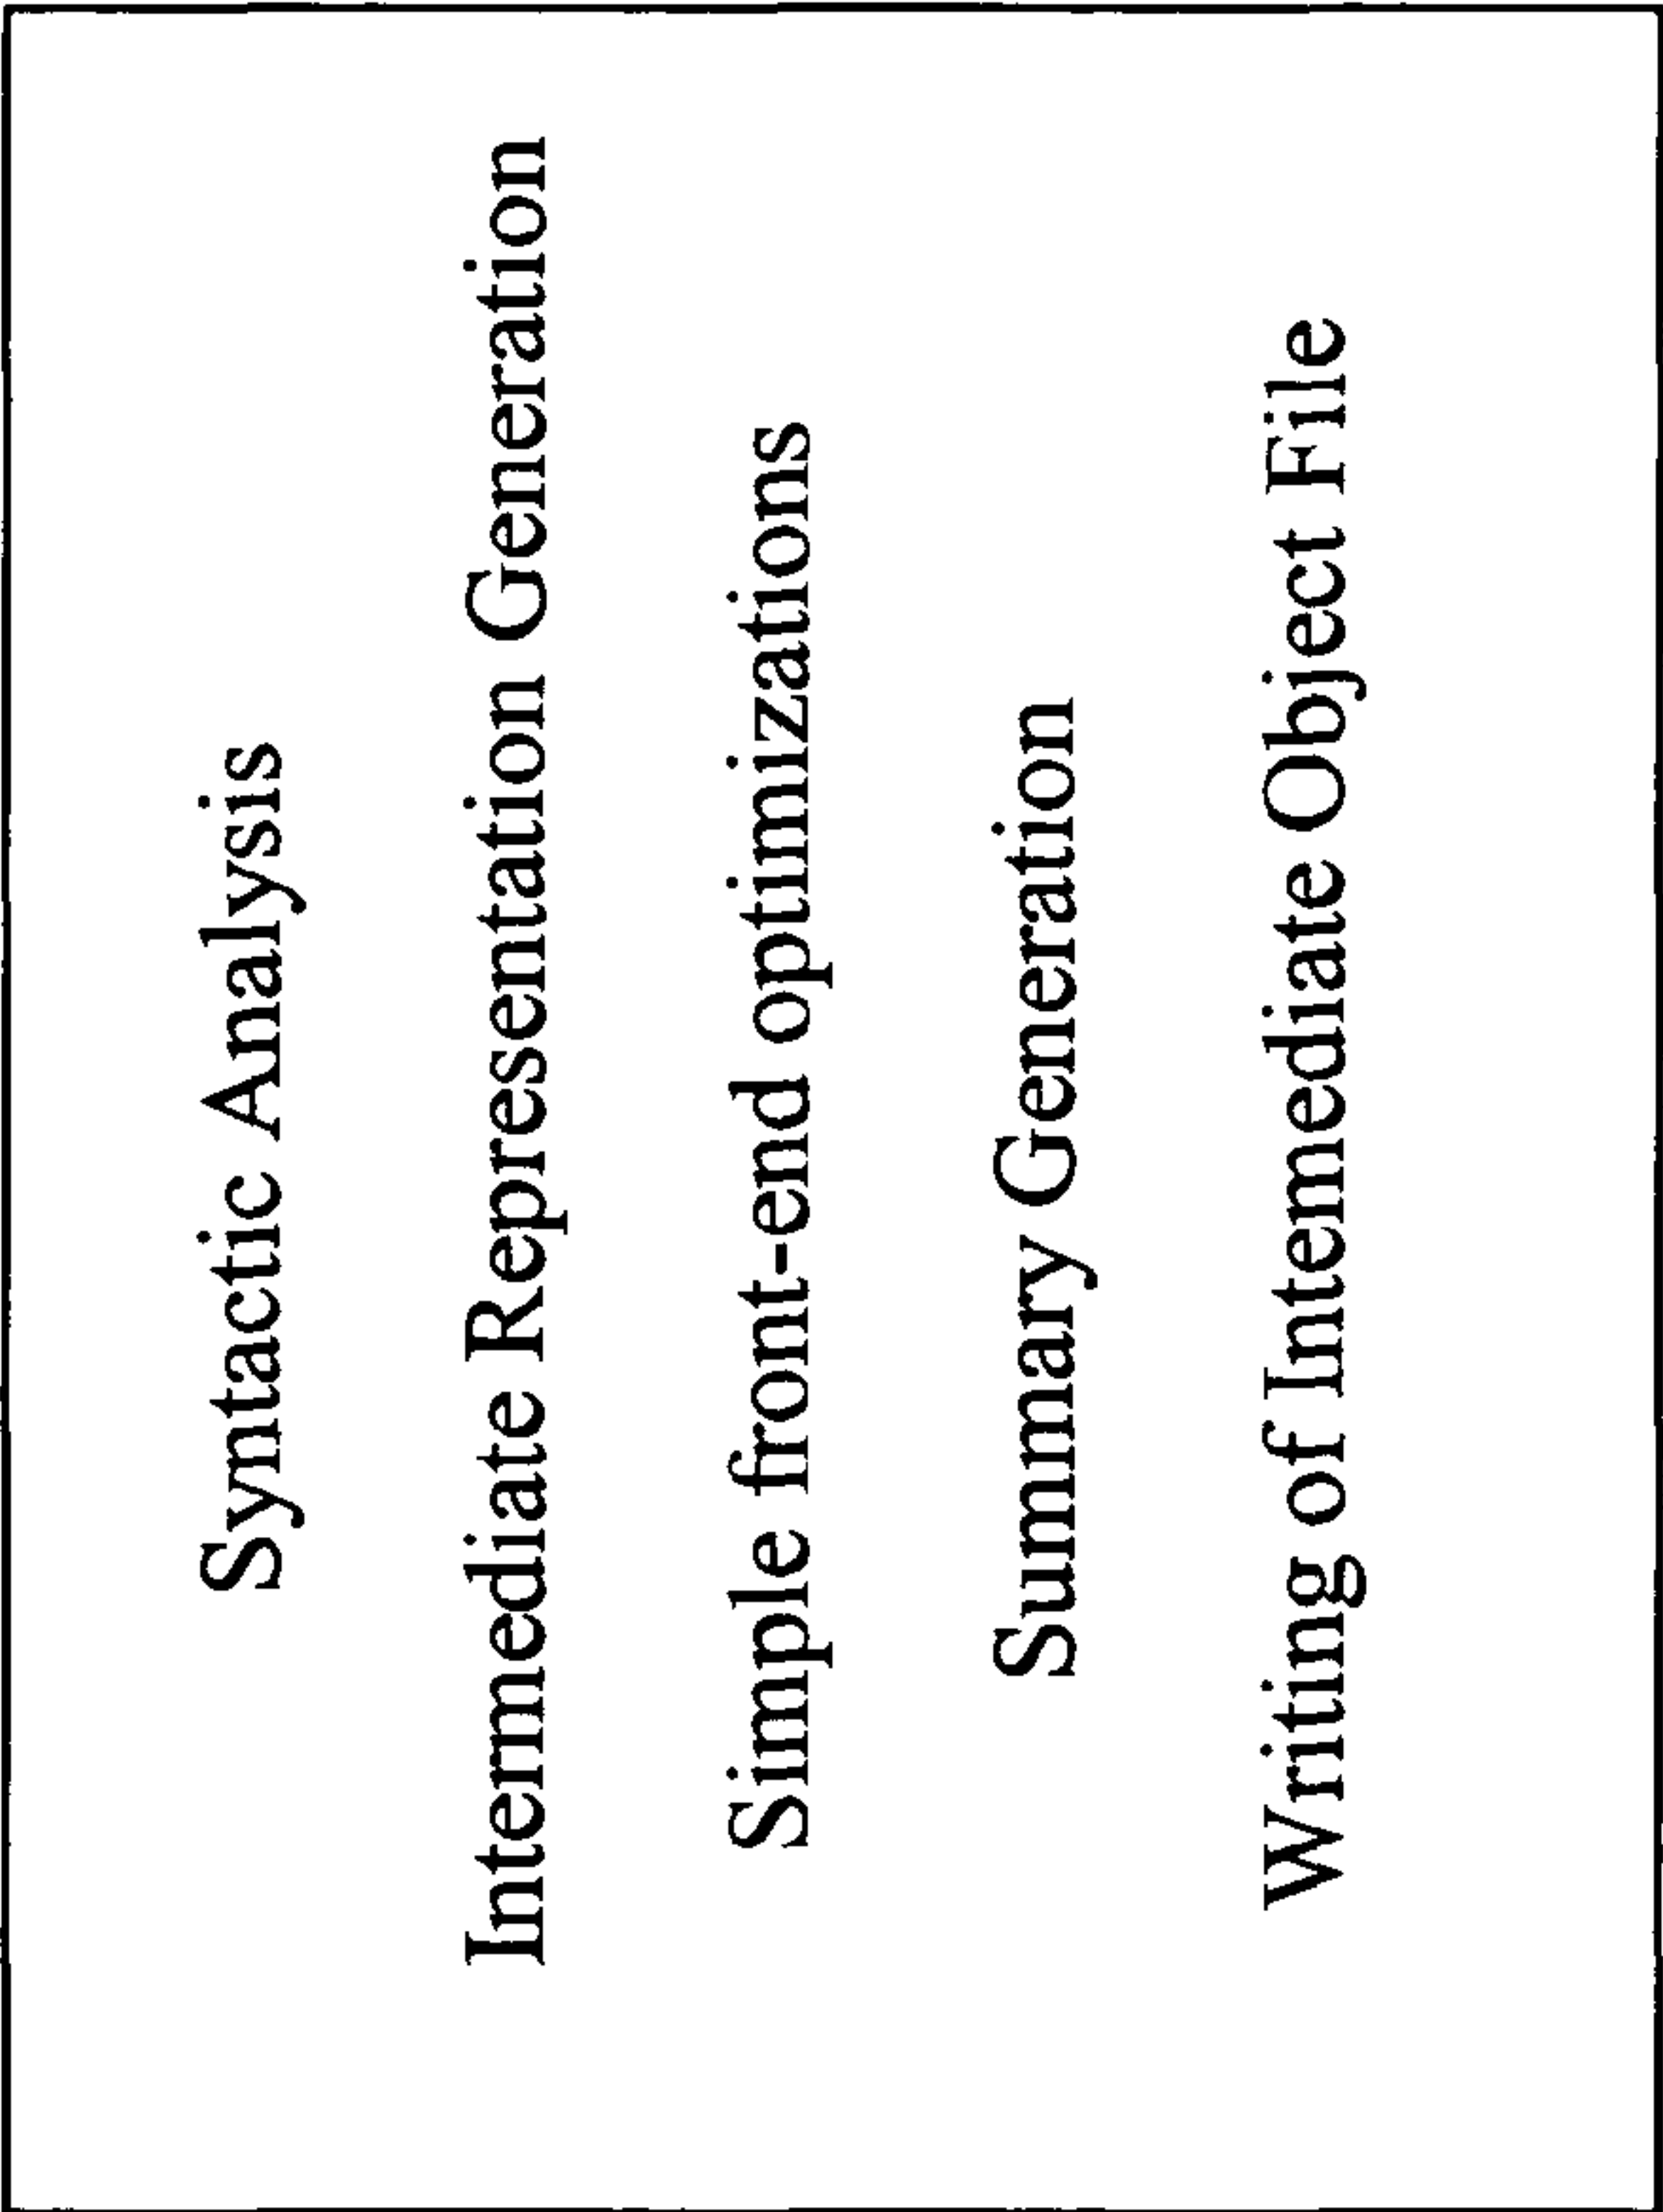 Syntactic Analysis
Intermediate Representation Generation
Simple front-end optimizations
Summary Generation
Writing of Intemediate Object File